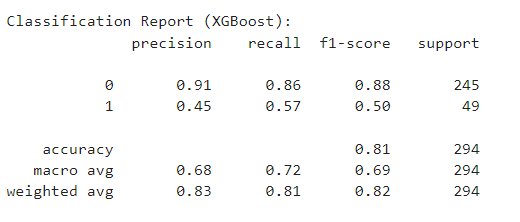 Classification Report (XGBoost):
precision recall f1-score support
0 0.91 0.86 0.88 245
1 0.45 0.57 0.50 49
accuracy 0.81 294
macro avg 0.68 0.72 0.69 294
weighted avg 0.83 0.81 0.82 294